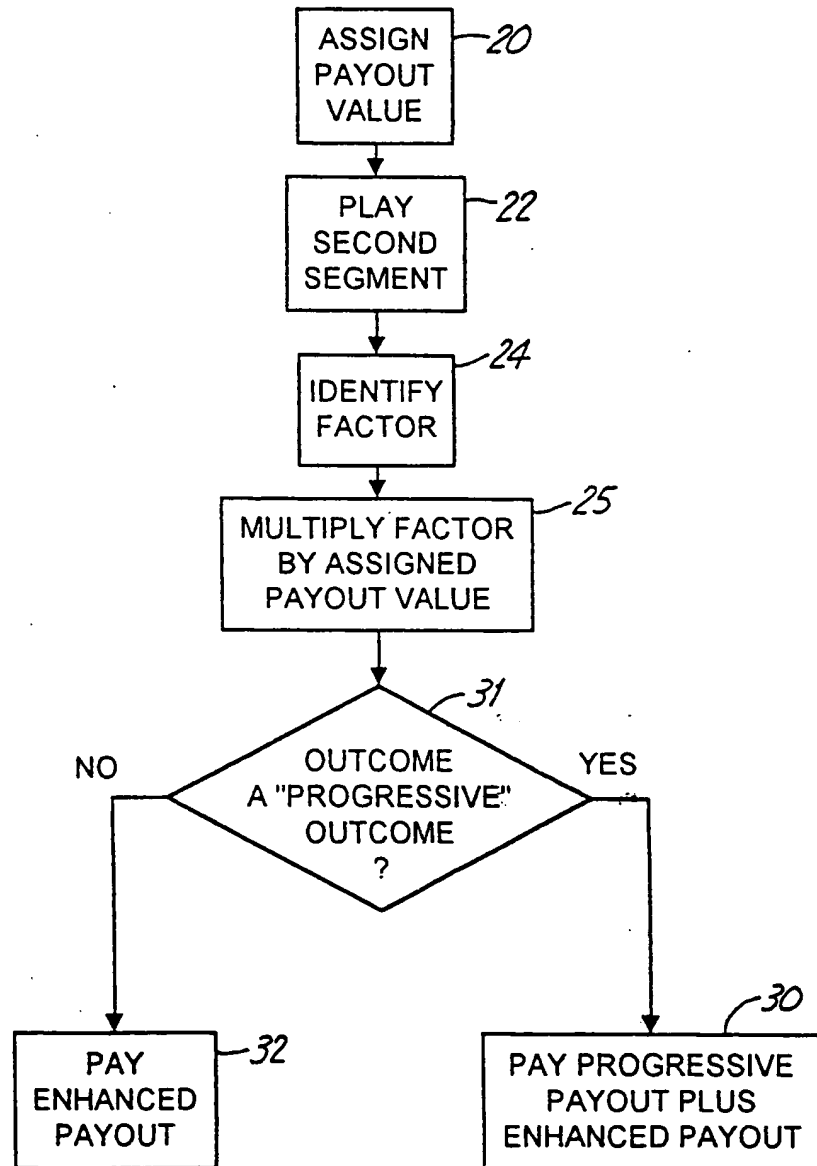 ASSIGN
PAYOUT
VALUE
20
PLAY
SECOND
SEGMENT
22
IDENTIFY
FACTOR
24
MULTIPLY FACTOR
BY ASSIGNED
PAYOUT VALUE
25
OUTCOME
A "PROGRESSIVE"
OUTCOME
?
31
NO
YES
PAY
ENHANCED
PAYOUT
32
PAY PROGRESSIVE
PAYOUT PLUS
ENHANCED PAYOUT
30